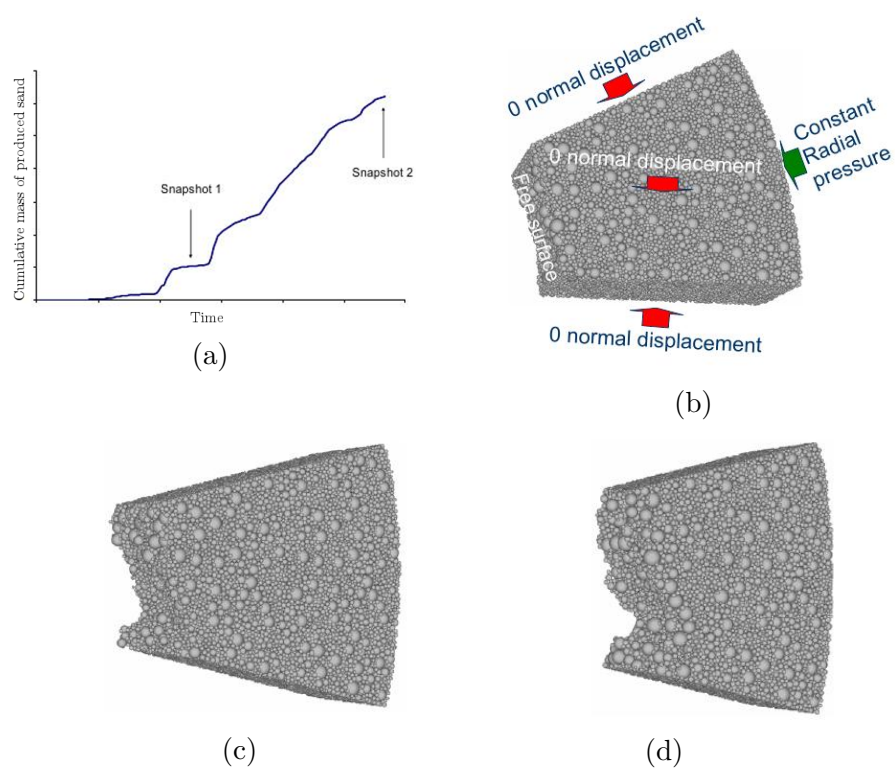 Cumulative mass of produced sand
Snapshot 1
Snapshot 2
Time
(a)
0 normal displacement
Constant
Radial
pressure
0 normal displacement
Free surface
0 normal displacement
(b)
(c)
(d)